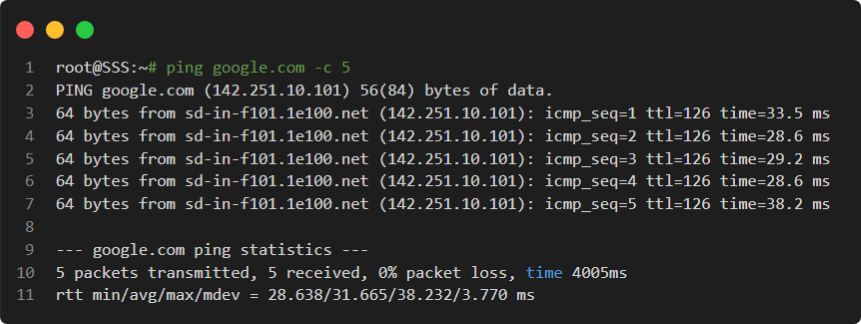 1 root@SSS:~# ping google.com -c 5
2 PING google.com (142.251.10.101) 56(84) bytes of data.
3 64 bytes from sd-in-f101.1e100.net (142.251.10.101): icmp_seq=1 ttl=126 time=33.5 ms
4 64 bytes from sd-in-f101.1e100.net (142.251.10.101): icmp_seq=2 ttl=126 time=28.6 ms
5 64 bytes from sd-in-f101.1e100.net (142.251.10.101): icmp_seq=3 ttl=126 time=29.2 ms
6 64 bytes from sd-in-f101.1e100.net (142.251.10.101): icmp_seq=4 ttl=126 time=28.6 ms
7 64 bytes from sd-in-f101.1e100.net (142.251.10.101): icmp_seq=5 ttl=126 time=38.2 ms
8
9 --- google.com ping statistics ---
10 5 packets transmitted, 5 received, 0% packet loss, time 4005ms
11 rtt min/avg/max/mdev = 28.638/31.665/38.232/3.770 ms